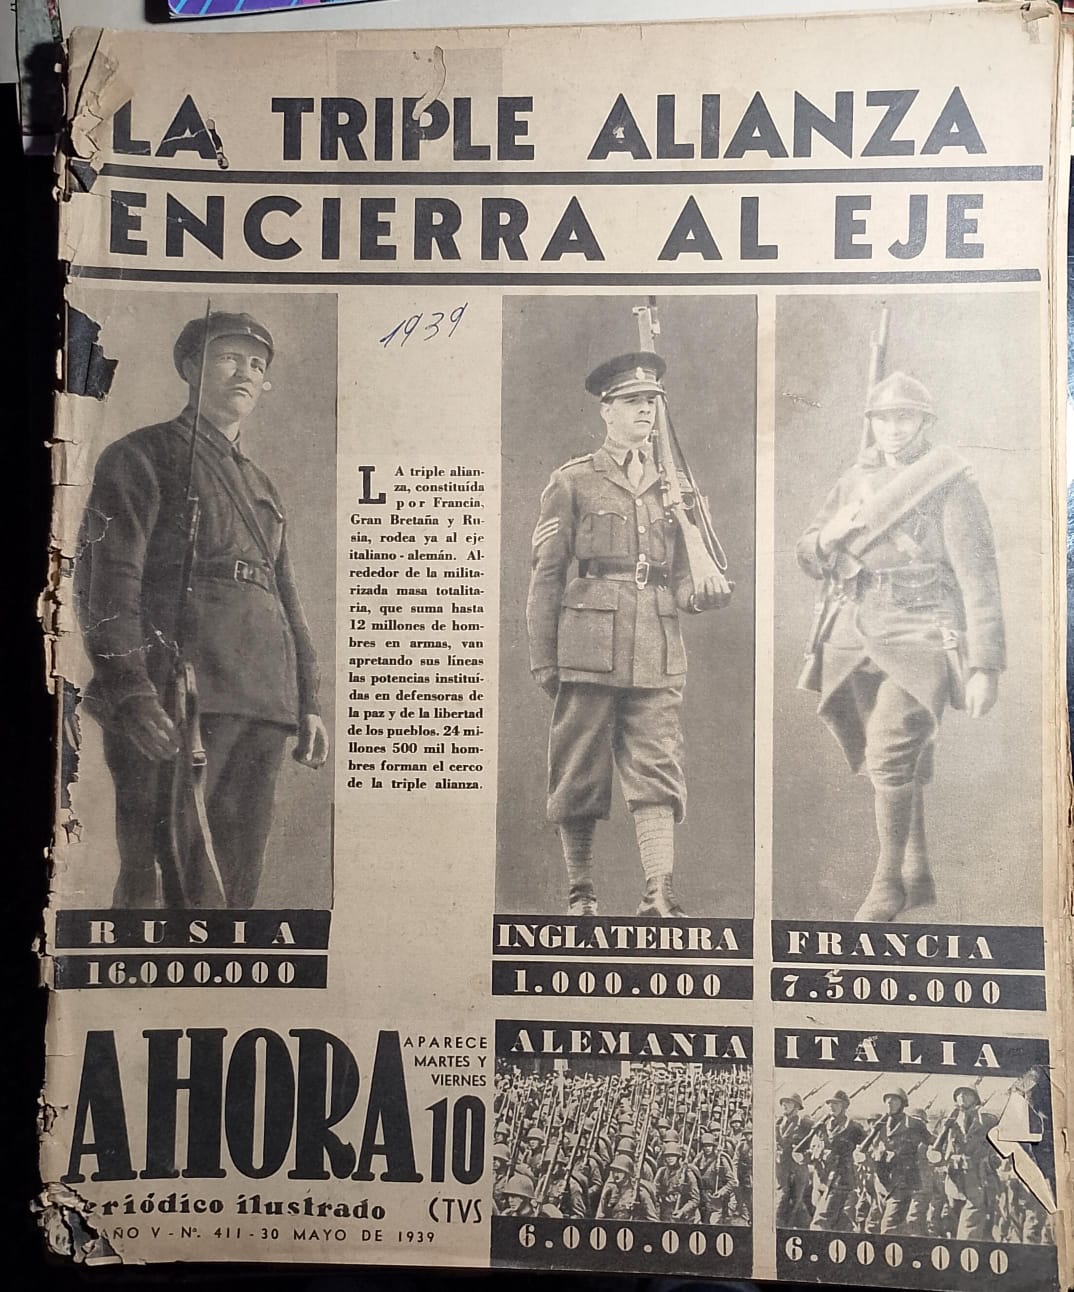 LA TRIPLE ALIANZA
ENCIERRA AL EJE
1939
LA triple alian-
za, constituída
por Francia,
Gran Bretaña y Ru-
sia, rodea ya al eje
italiano-alemán. Al-
rededor de la milita-
rizada masa totalita-
ria, que suma hasta
12 millones de hom-
bres en armas, van
apretando sus líneas
las potencias instituí-
das en defensoras de
la paz y de la libertad
de los pueblos. 24 mi-
llones 500 mil hom-
bres forman el cerco
de la triple alianza.
RUSIA
16.000.000
INGLATERRA
1.000.000
FRANCIA
7.500.000
AHORA
eriódico ilustrado
AÑO V - Nº. 411 - 30 MAYO DE 1939
APARECE
MARTES Y
VIERNES
10
CTVS
ALEMANIA
6.000.000
ITALIA
6.000.000